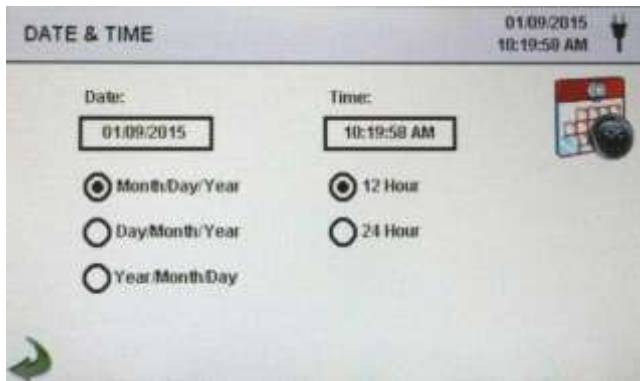 DATE & TIME
01/09/2015
10:19:58 AM
Date:
Time:
01/09/2015
10:19:58 AM
Month/Day/Year
12 Hour
Day/Month/Year
24 Hour
Year/Month/Day